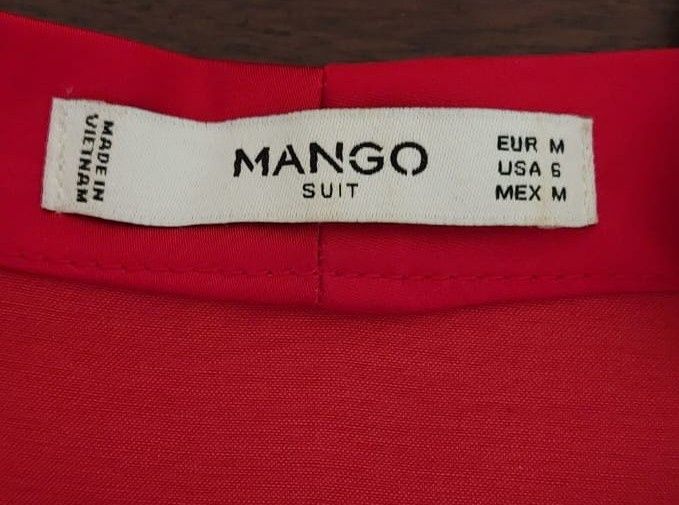 MADE IN
VIETNAM
MANGO
SUIT
EUR M
USA 6
MEX M